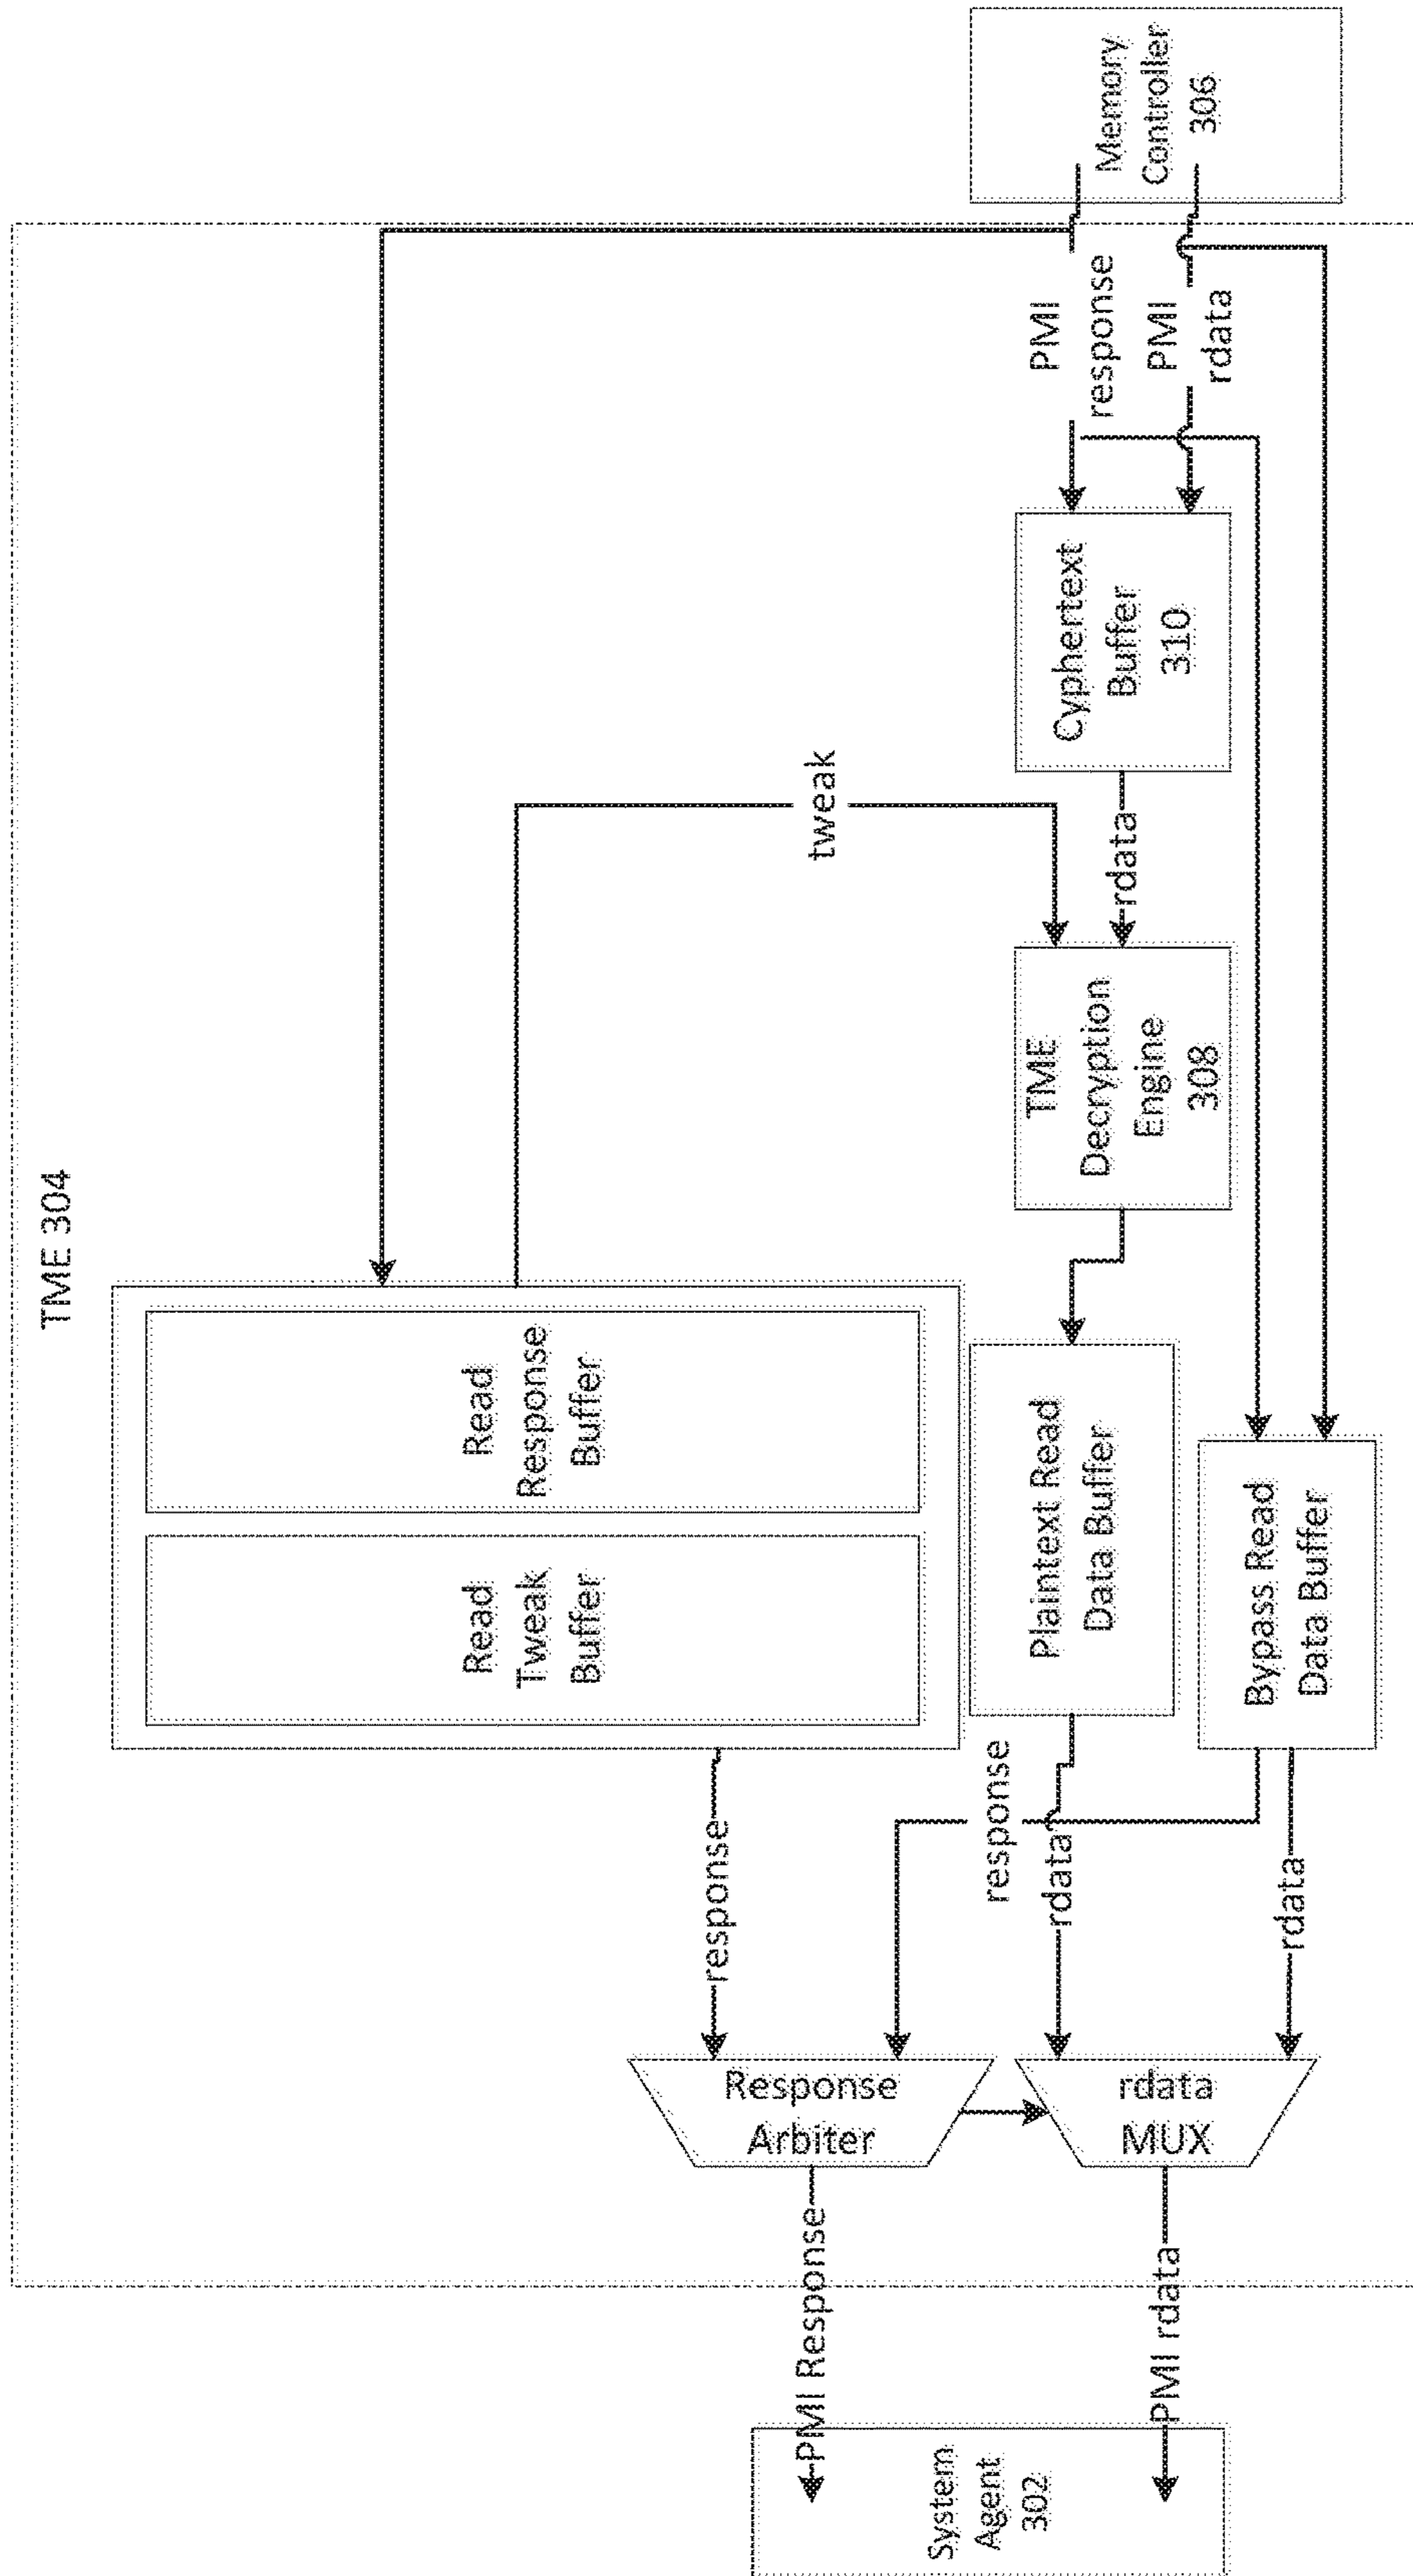 TME 304
Memory
Controller
306
PMI
response
PMI
rdata
Cyphertext
Buffer
310
tweak
rdata
TME
Decryption
Engine
308
Read
Response
Buffer
Read
Tweak
Buffer
Plaintext Read
Data Buffer
Bypass Read
Data Buffer
response
response
rdata
rdata
Response
Arbiter
rdata
MUX
PMI Response
PMI rdata
System
Agent
302